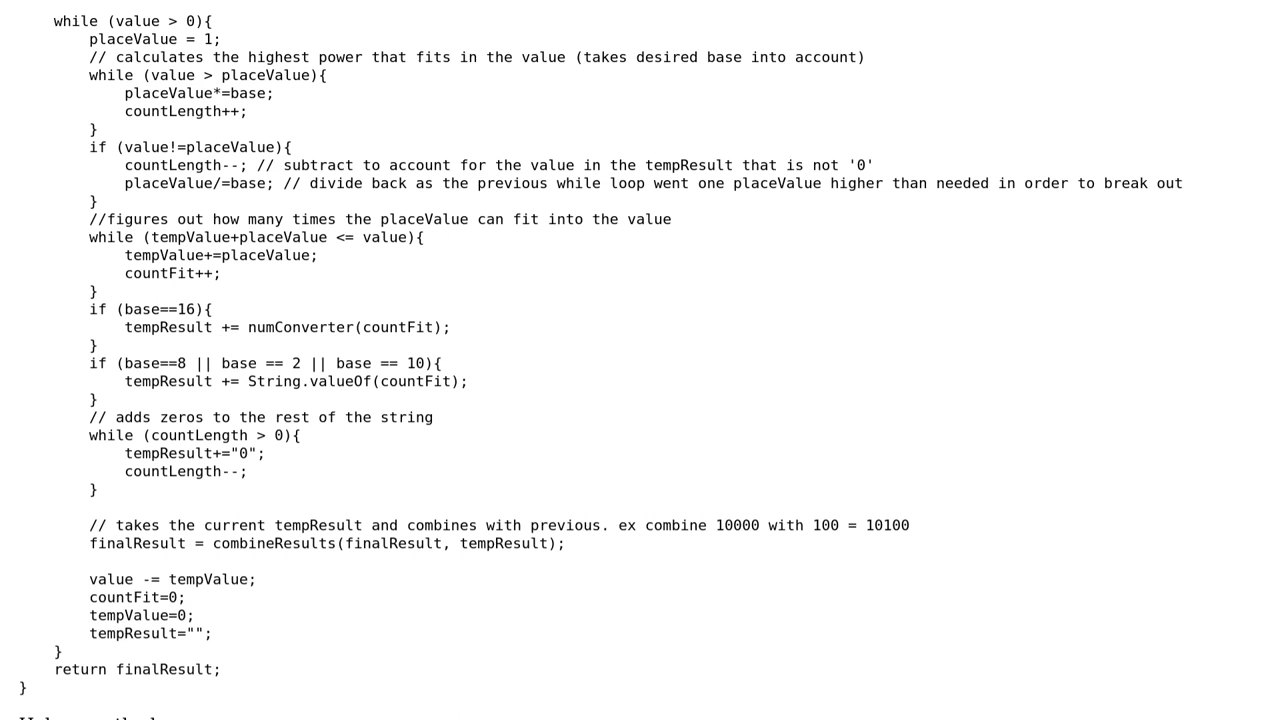 while (value > 0){
placeValue = 1;
// calculates the highest power that fits in the value (takes desired base into account)
while (value > placeValue){
placeValue*=base;
countLength++;
}
if (value!=placeValue){
countLength--; // subtract to account for the value in the tempResult that is not '0'
placeValue/=base; // divide back as the previous while loop went one placeValue higher than needed in order to break out
}
//figures out how many times the placeValue can fit into the value
while (tempValue+placeValue <= value){
tempValue+=placeValue;
countFit++;
}
if (base==16){
tempResult += numConverter(countFit);
}
if (base==8 || base == 2 || base == 10){
tempResult += String.valueOf(countFit);
}
// adds zeros to the rest of the string
while (countLength > 0){
tempResult+="0";
countLength--;
}
// takes the current tempResult and combines with previous. ex combine 10000 with 100 = 10100
finalResult = combineResults(finalResult, tempResult);
value -= tempValue;
countFit=0;
tempValue=0;
tempResult="";
}
return finalResult;
}